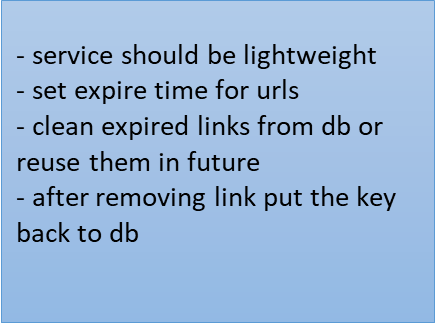 - service should be lightweight
- set expire time for urls
- clean expired links from db or
reuse them in future
- after removing link put the key
back to db